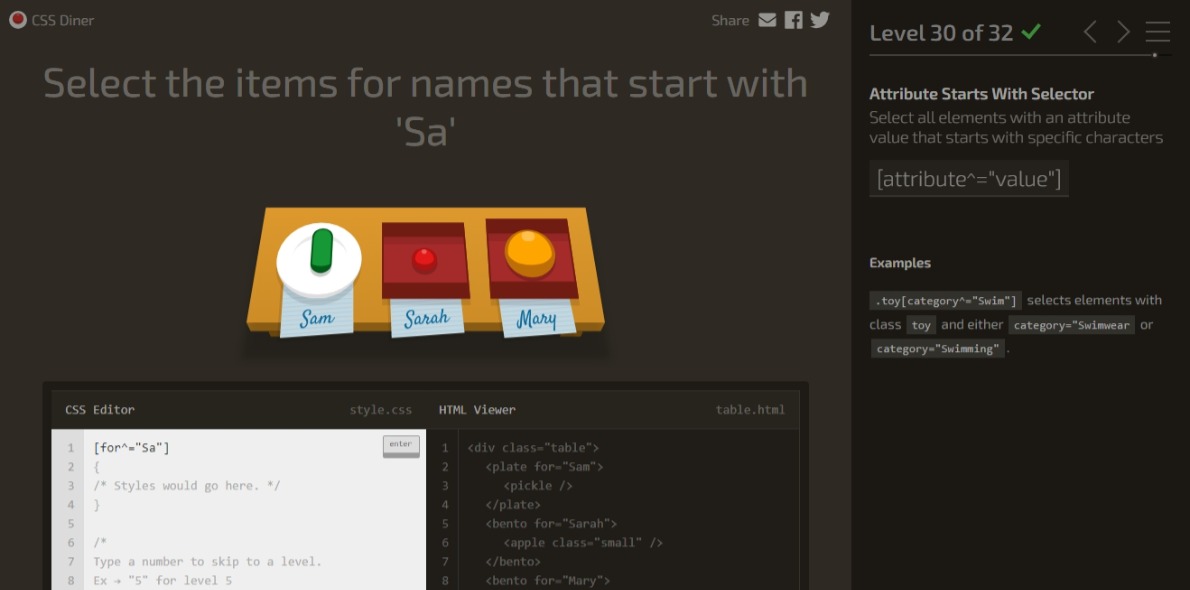 CSS Diner
Share
Select the items for names that start with
'Sa'
Sam
Sarah
Mary
CSS Editor style.css
1 [for^="Sa"]
enter
2 {
3 /* Styles would go here. */
4 }
5
6 /*
7 Type a number to skip to a level.
8 Ex → "5" for level 5
HTML Viewer table.html
1 <div class="table">
2 <plate for="Sam">
3 <pickle />
4 </plate>
5 <bento for="Sarah">
6 <apple class="small" />
7 </bento>
8 <bento for="Mary">
Level 30 of 32
Attribute Starts With Selector
Select all elements with an attribute
value that starts with specific characters
[attribute^="value"]
Examples
.toy[category^="Swim"] selects elements with
class toy and either category="Swimwear or
category="Swimming" .